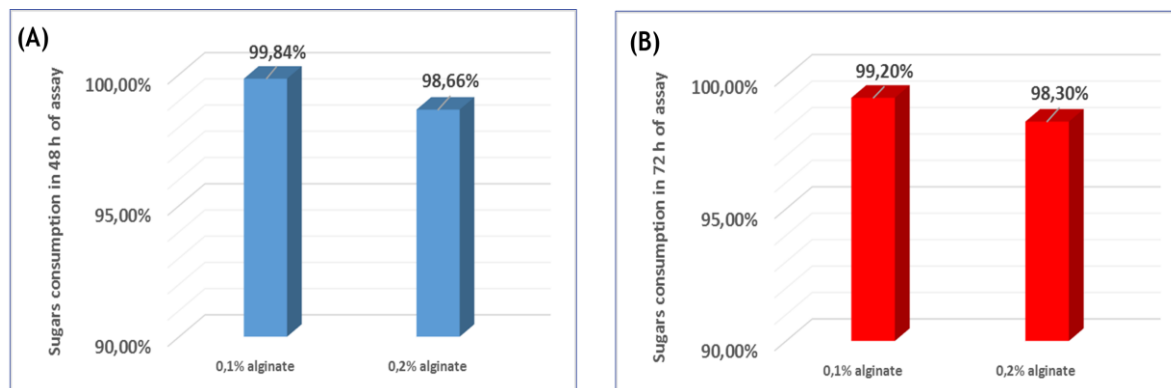 (A)
Sugars consumption in 48 h of assay
100,00%
95,00%
90,00%
99,84%
98,66%
0,1% alginate
0,2% alginate
(B)
Sugars consumption in 72 h of assay
100,00%
95,00%
90,00%
99,20%
98,30%
0,1% alginate
0,2% alginate